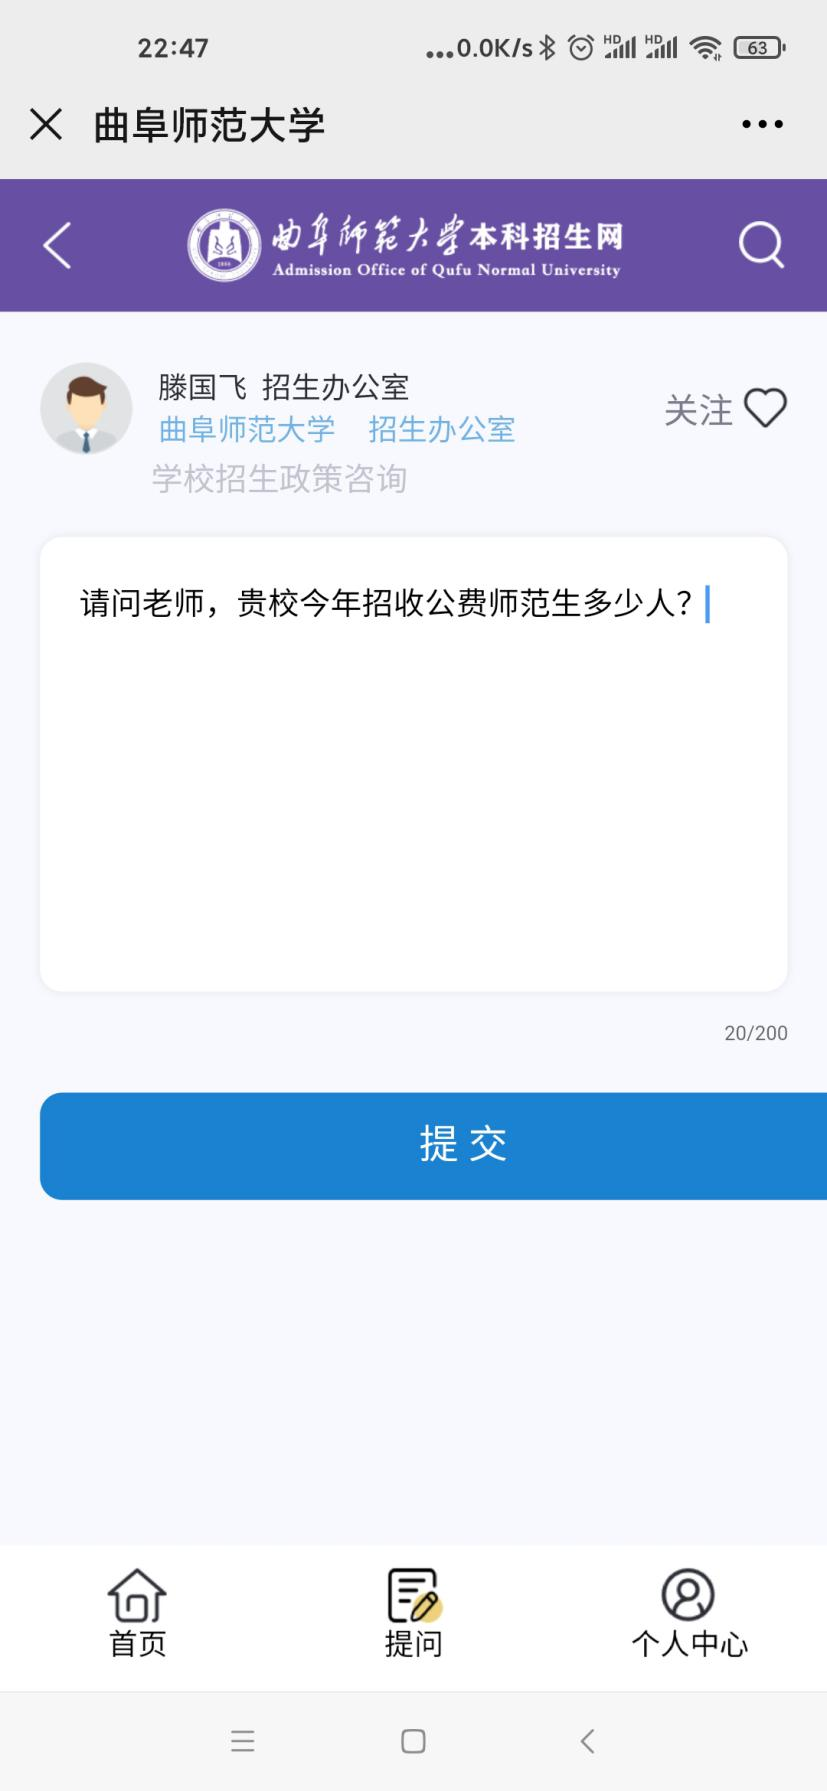 22:47
...0.0K/s HD HD 63
曲阜师范大学
曲阜师範大学本科招生网
Admission Office of Qufu Normal University
滕国飞 招生办公室
关注
曲阜师范大学 招生办公室
学校招生政策咨询
请问老师，贵校今年招收公费师范生多少人？
20/200
提交
首页
提问
个人中心